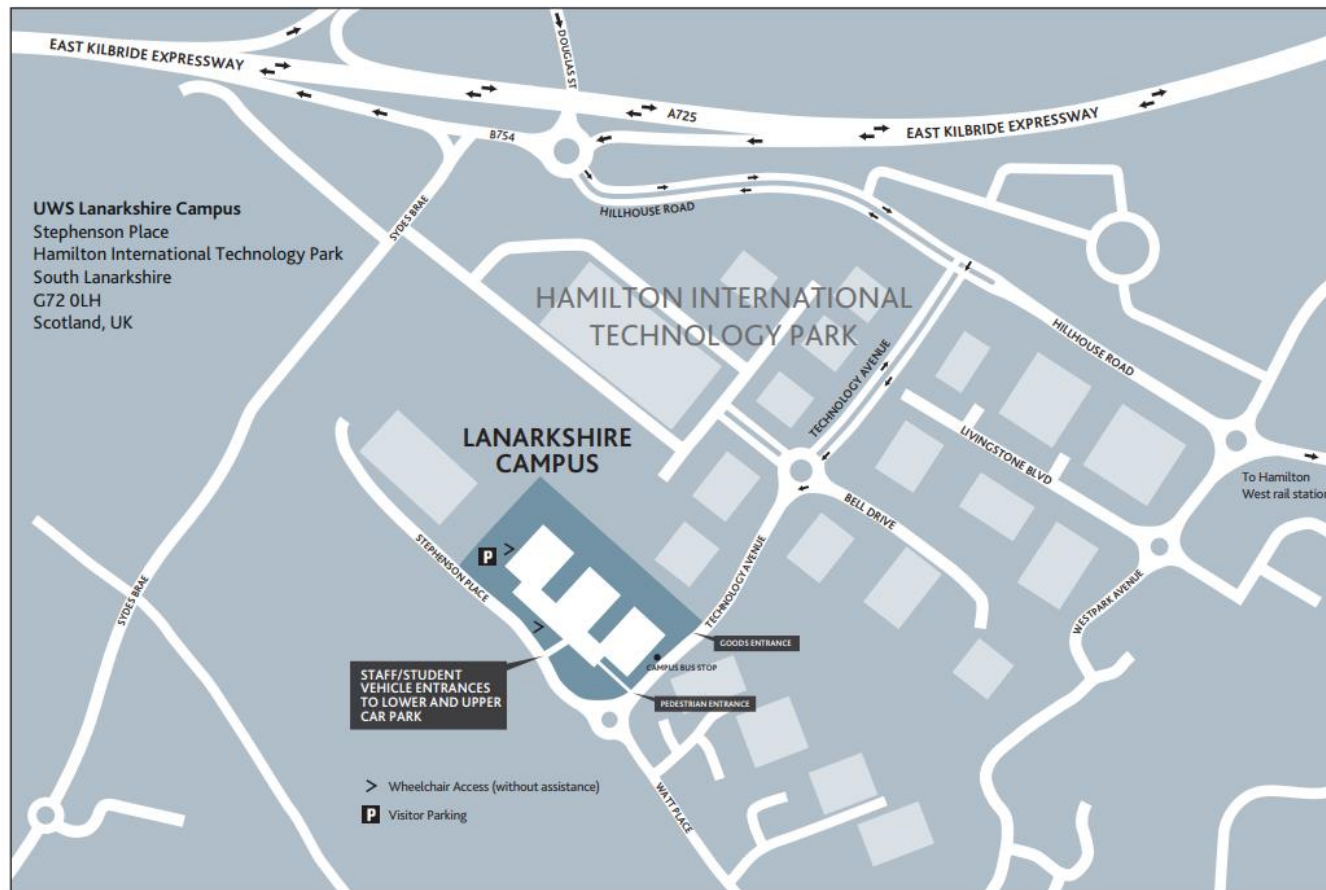 EAST KILBRIDE EXPRESSWAY
DOUGLAS ST
A725
EAST KILBRIDE EXPRESSWAY
B754
HILLHOUSE ROAD
SYDES BRAE
UWS Lanarkshire Campus
Stephenson Place
Hamilton International Technology Park
South Lanarkshire
G72 0LH
Scotland, UK
HAMILTON INTERNATIONAL
TECHNOLOGY PARK
HILLHOUSE ROAD
TECHNOLOGY AVENUE
LIVINGSTONE BLVD
To Hamilton
West rail station
LANARKSHIRE
CAMPUS
BELL DRIVE
P
STEPHENSON PLACE
TECHNOLOGY AVENUE
SYDES BRAE
WESTPARK AVENUE
GOODS ENTRANCE
CAMPUS BUS STOP
STAFF/STUDENT
VEHICLE ENTRANCES
TO LOWER AND UPPER
CAR PARK
PEDESTRIAN ENTRANCE
WATT PLACE
> Wheelchair Access (without assistance)
P Visitor Parking